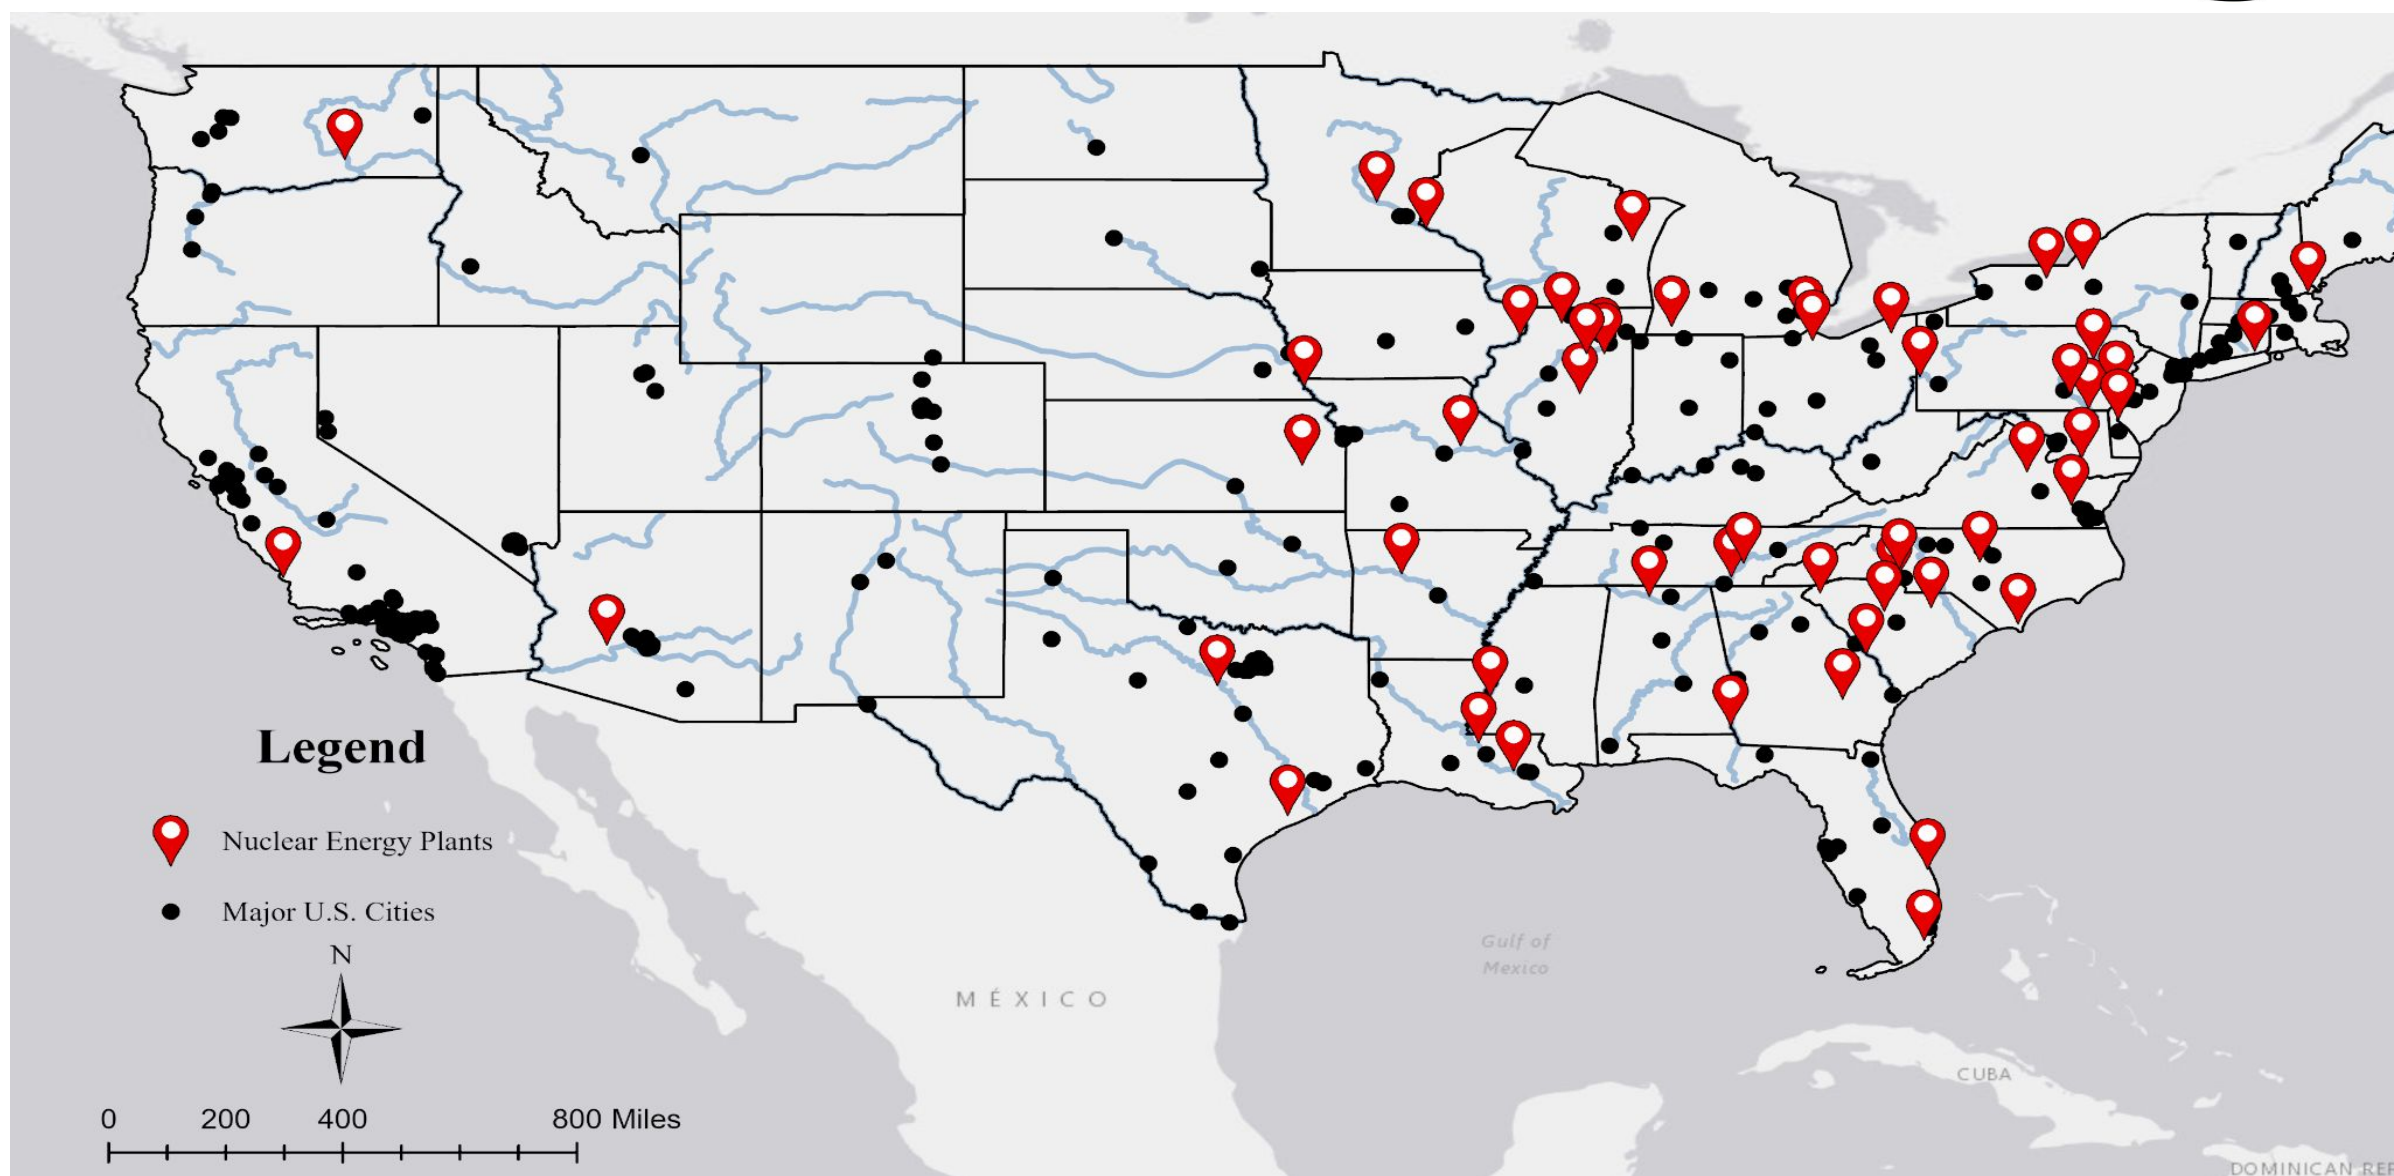 Legend
Nuclear Energy Plants
Major U.S. Cities
N
0 200 400 800 Miles
Gulf of
Mexico
MÉXICO
CUBA
DOMINICAN REP